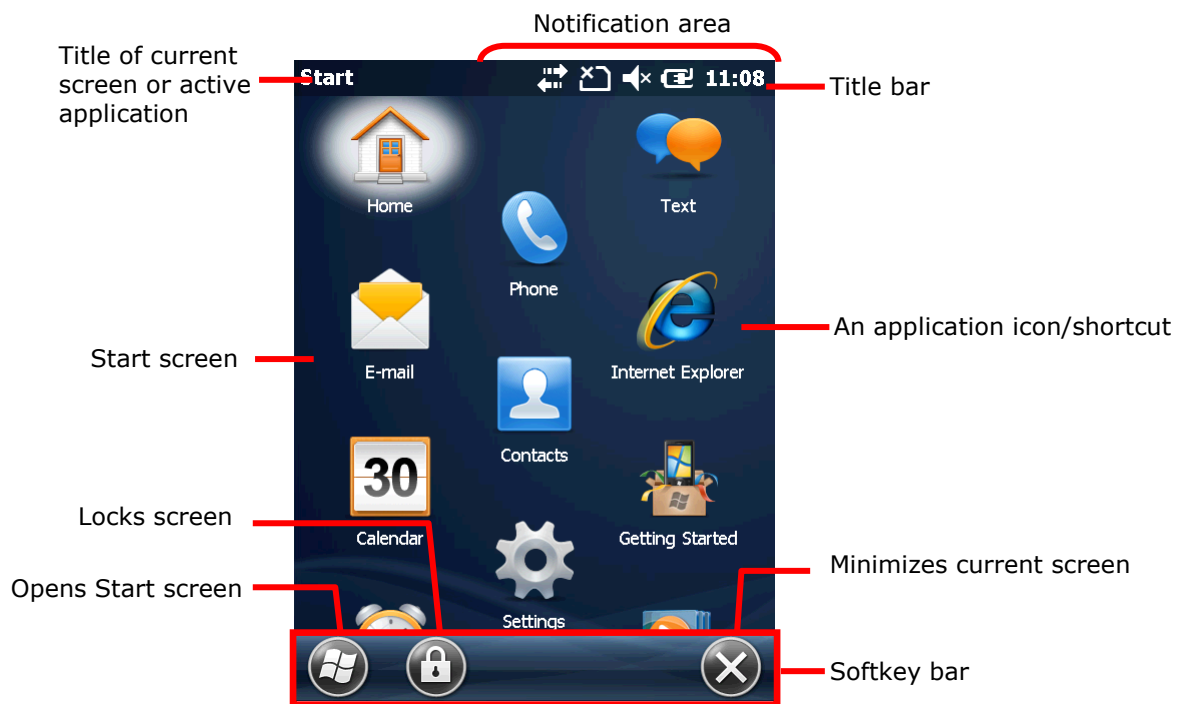 Notification area
Title of current
screen or active
application
Start
11:08
Title bar
Home
Text
Phone
An application icon/shortcut
Start screen
E-mail
Internet Explorer
Contacts
30
Calendar
Getting Started
Locks screen
Minimizes current screen
Opens Start screen
Settings
Softkey bar